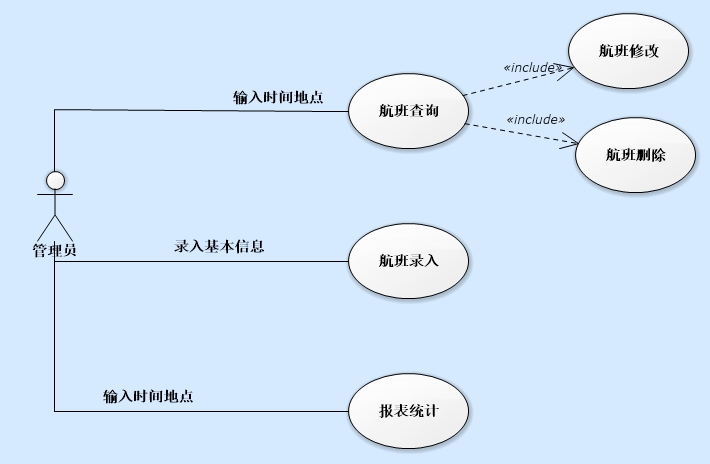 航班修改
«include»
输入时间地点
航班查询
«include»
航班删除
管理员
录入基本信息
航班录入
输入时间地点
报表统计